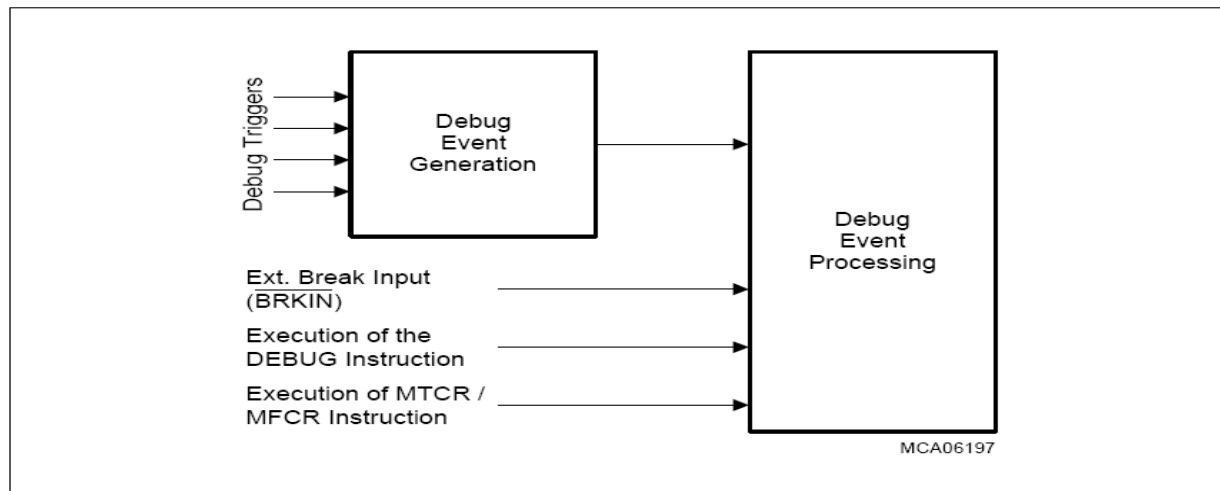 Debug Triggers
Debug
Event
Generation
Debug
Event
Processing
Ext. Break Input
(BRKIN)
Execution of the
DEBUG Instruction
Execution of MTCR /
MFCR Instruction
MCA06197